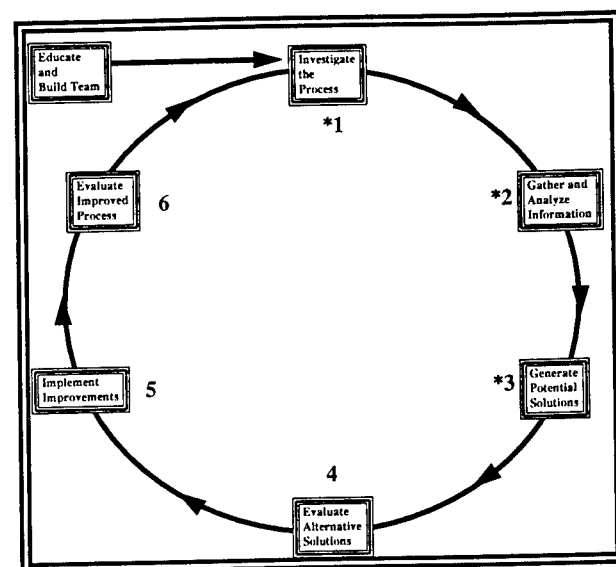 Educate
and
Build Team
Investigate
the
Process
*1
*2
Gather and
Analyze
Information
*3
Generate
Potential
Solutions
4
Evaluate
Alternative
Solutions
5
Implement
Improvements
6
Evaluate
Improved
Process